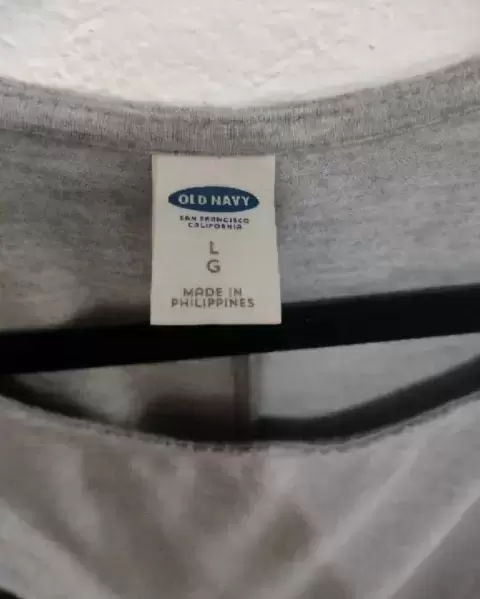 OLD NAVY
SAN FRANCISCO
CALIFORNIA
L
G
MADE IN
PHILIPPINES